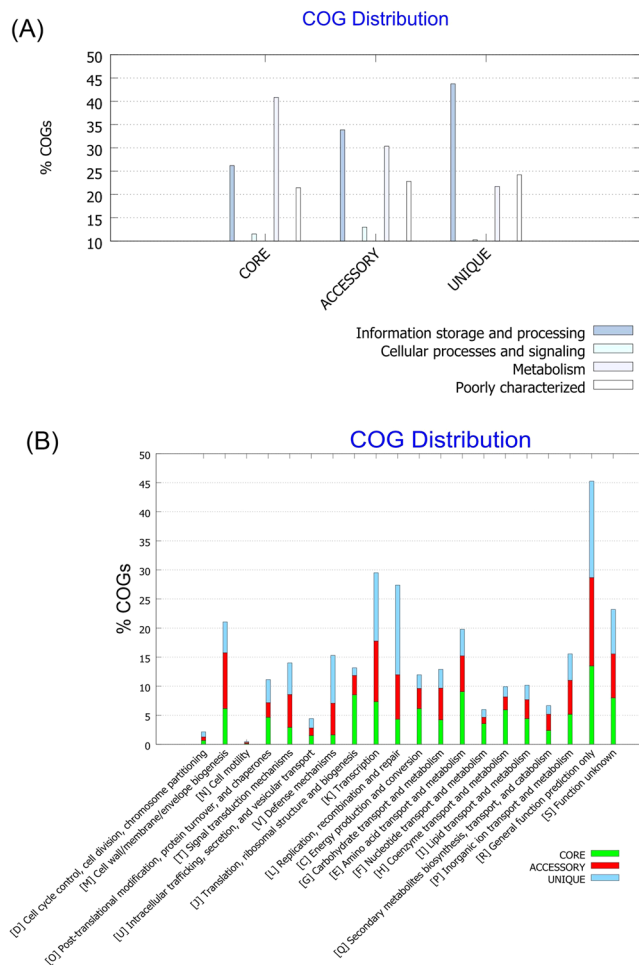 (A)
COG Distribution
% COGs
50
45
40
35
30
25
20
15
10
CORE
ACCESSORY
UNIQUE
Information storage and processing
Cellular processes and signaling
Metabolism
Poorly characterized
(B)
COG Distribution
% COGs
50
45
40
35
30
25
20
15
10
5
0
[D] Cell cycle control, cell division, chromosome partitioning
[M] Cell wall/membrane/envelope biogenesis
[N] Cell motility
[O] Post-translational modification, protein turnover, and chaperones
[T] Signal transduction mechanisms
[U] Intracellular trafficking, secretion, and vesicular transport
[V] Defense mechanisms
[J] Translation, ribosomal structure and biogenesis
[K] Transcription
[L] Replication, recombination and repair
[C] Energy production and conversion
[G] Carbohydrate transport and metabolism
[E] Amino acid transport and metabolism
[F] Nucleotide transport and metabolism
[H] Coenzyme transport and metabolism
[I] Lipid transport and metabolism
[Q] Secondary metabolites biosynthesis, transport, and catabolism
[P] Inorganic ion transport and metabolism
[R] General function prediction only
[S] Function unknown
CORE
ACCESSORY
UNIQUE